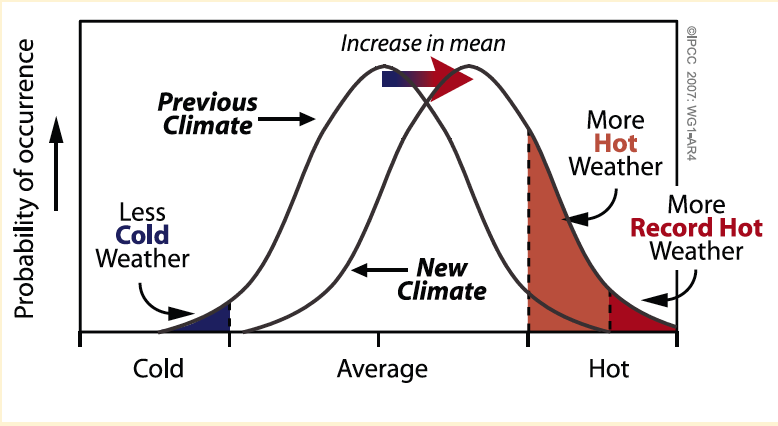 Increase in mean
©IPCC 2007: WG1-AR4
Probability of occurrence
Previous
Climate
More
Hot
Weather
Less
Cold
Weather
More
Record Hot
Weather
New
Climate
Cold
Average
Hot